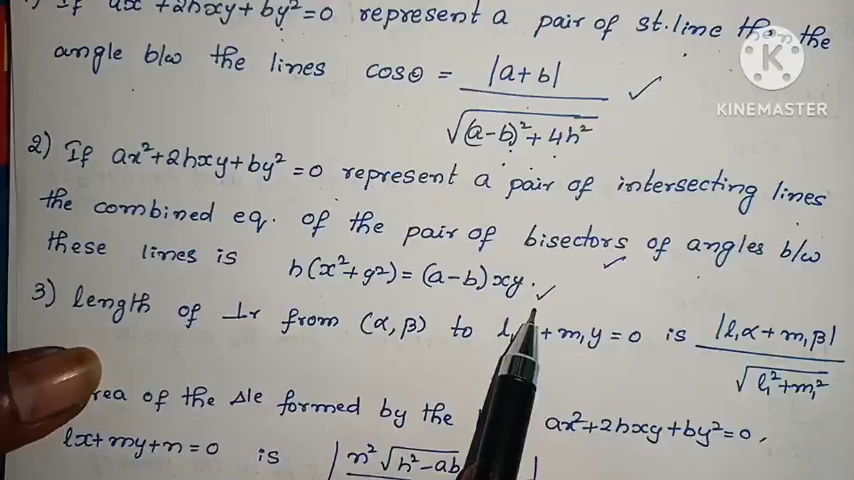 If ax²+2hxy+by²=0 represent a pair of st.line then the
angle b/w the lines cosθ = |a+b| / √(a-b)²+4h² ✓
K
KINEMASTER
2) If ax²+2hxy+by²=0 represent a pair of intersecting lines
the combined eq. of the pair of bisectors of angles b/w
these lines is h(x²+y²)=(a-b)xy. ✓
3) length of ⊥r from (α,β) to l₁ +m₁y=0 is |l₁α+m₁β| / √l₁²+m₁²
of the Δle formed by the ax²+2hxy+by²=0,
lx+my+n=0 is | n²√h²-ab |